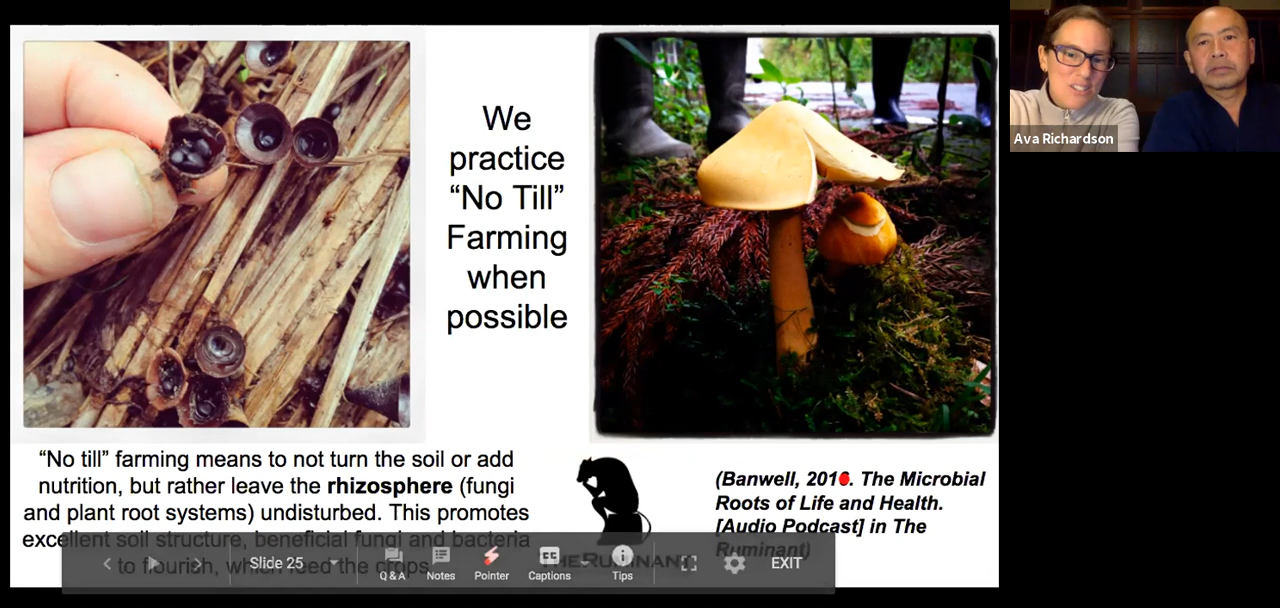 We
practice
“No Till”
Farming
when
possible
“No till” farming means to not turn the soil or add
nutrition, but rather leave the rhizosphere (fungi
and plant root systems) undisturbed. This promotes
excellent soil structure, beneficial fungi and bacteria
to flourish, which feed the crops
THERUMINANT
(Banwell, 2016. The Microbial
Roots of Life and Health.
[Audio Podcast] in The
Ruminant)
Slide 25
Q & A
Notes
Pointer
CC
Captions
Tips
EXIT
Ava Richardson